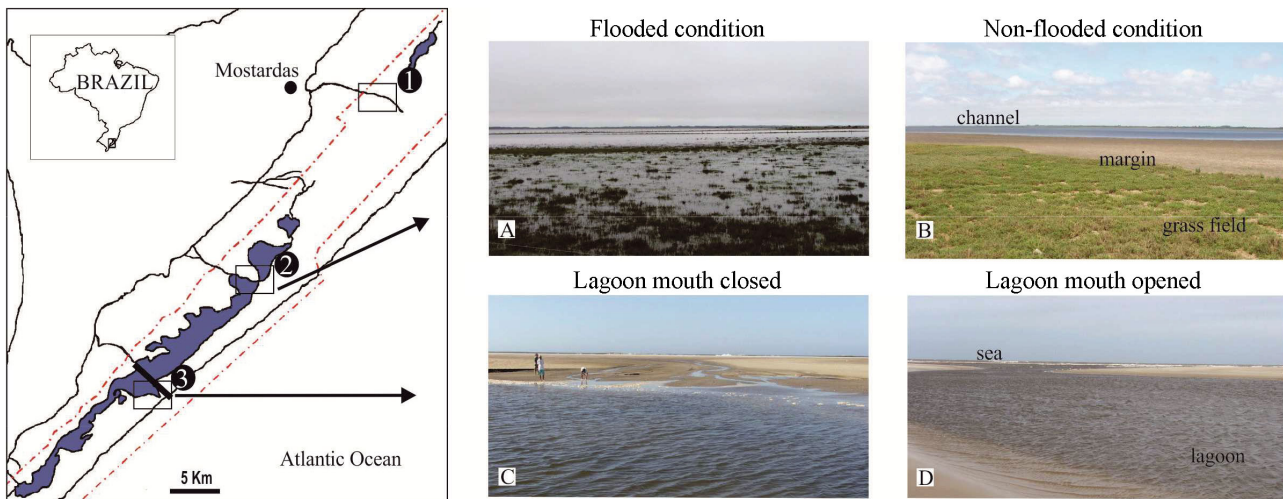 BRAZIL
Mostardas
1
2
3
5 Km
Atlantic Ocean
Flooded condition
A
Non-flooded condition
channel
margin
grass field
B
Lagoon mouth closed
C
Lagoon mouth opened
sea
lagoon
D